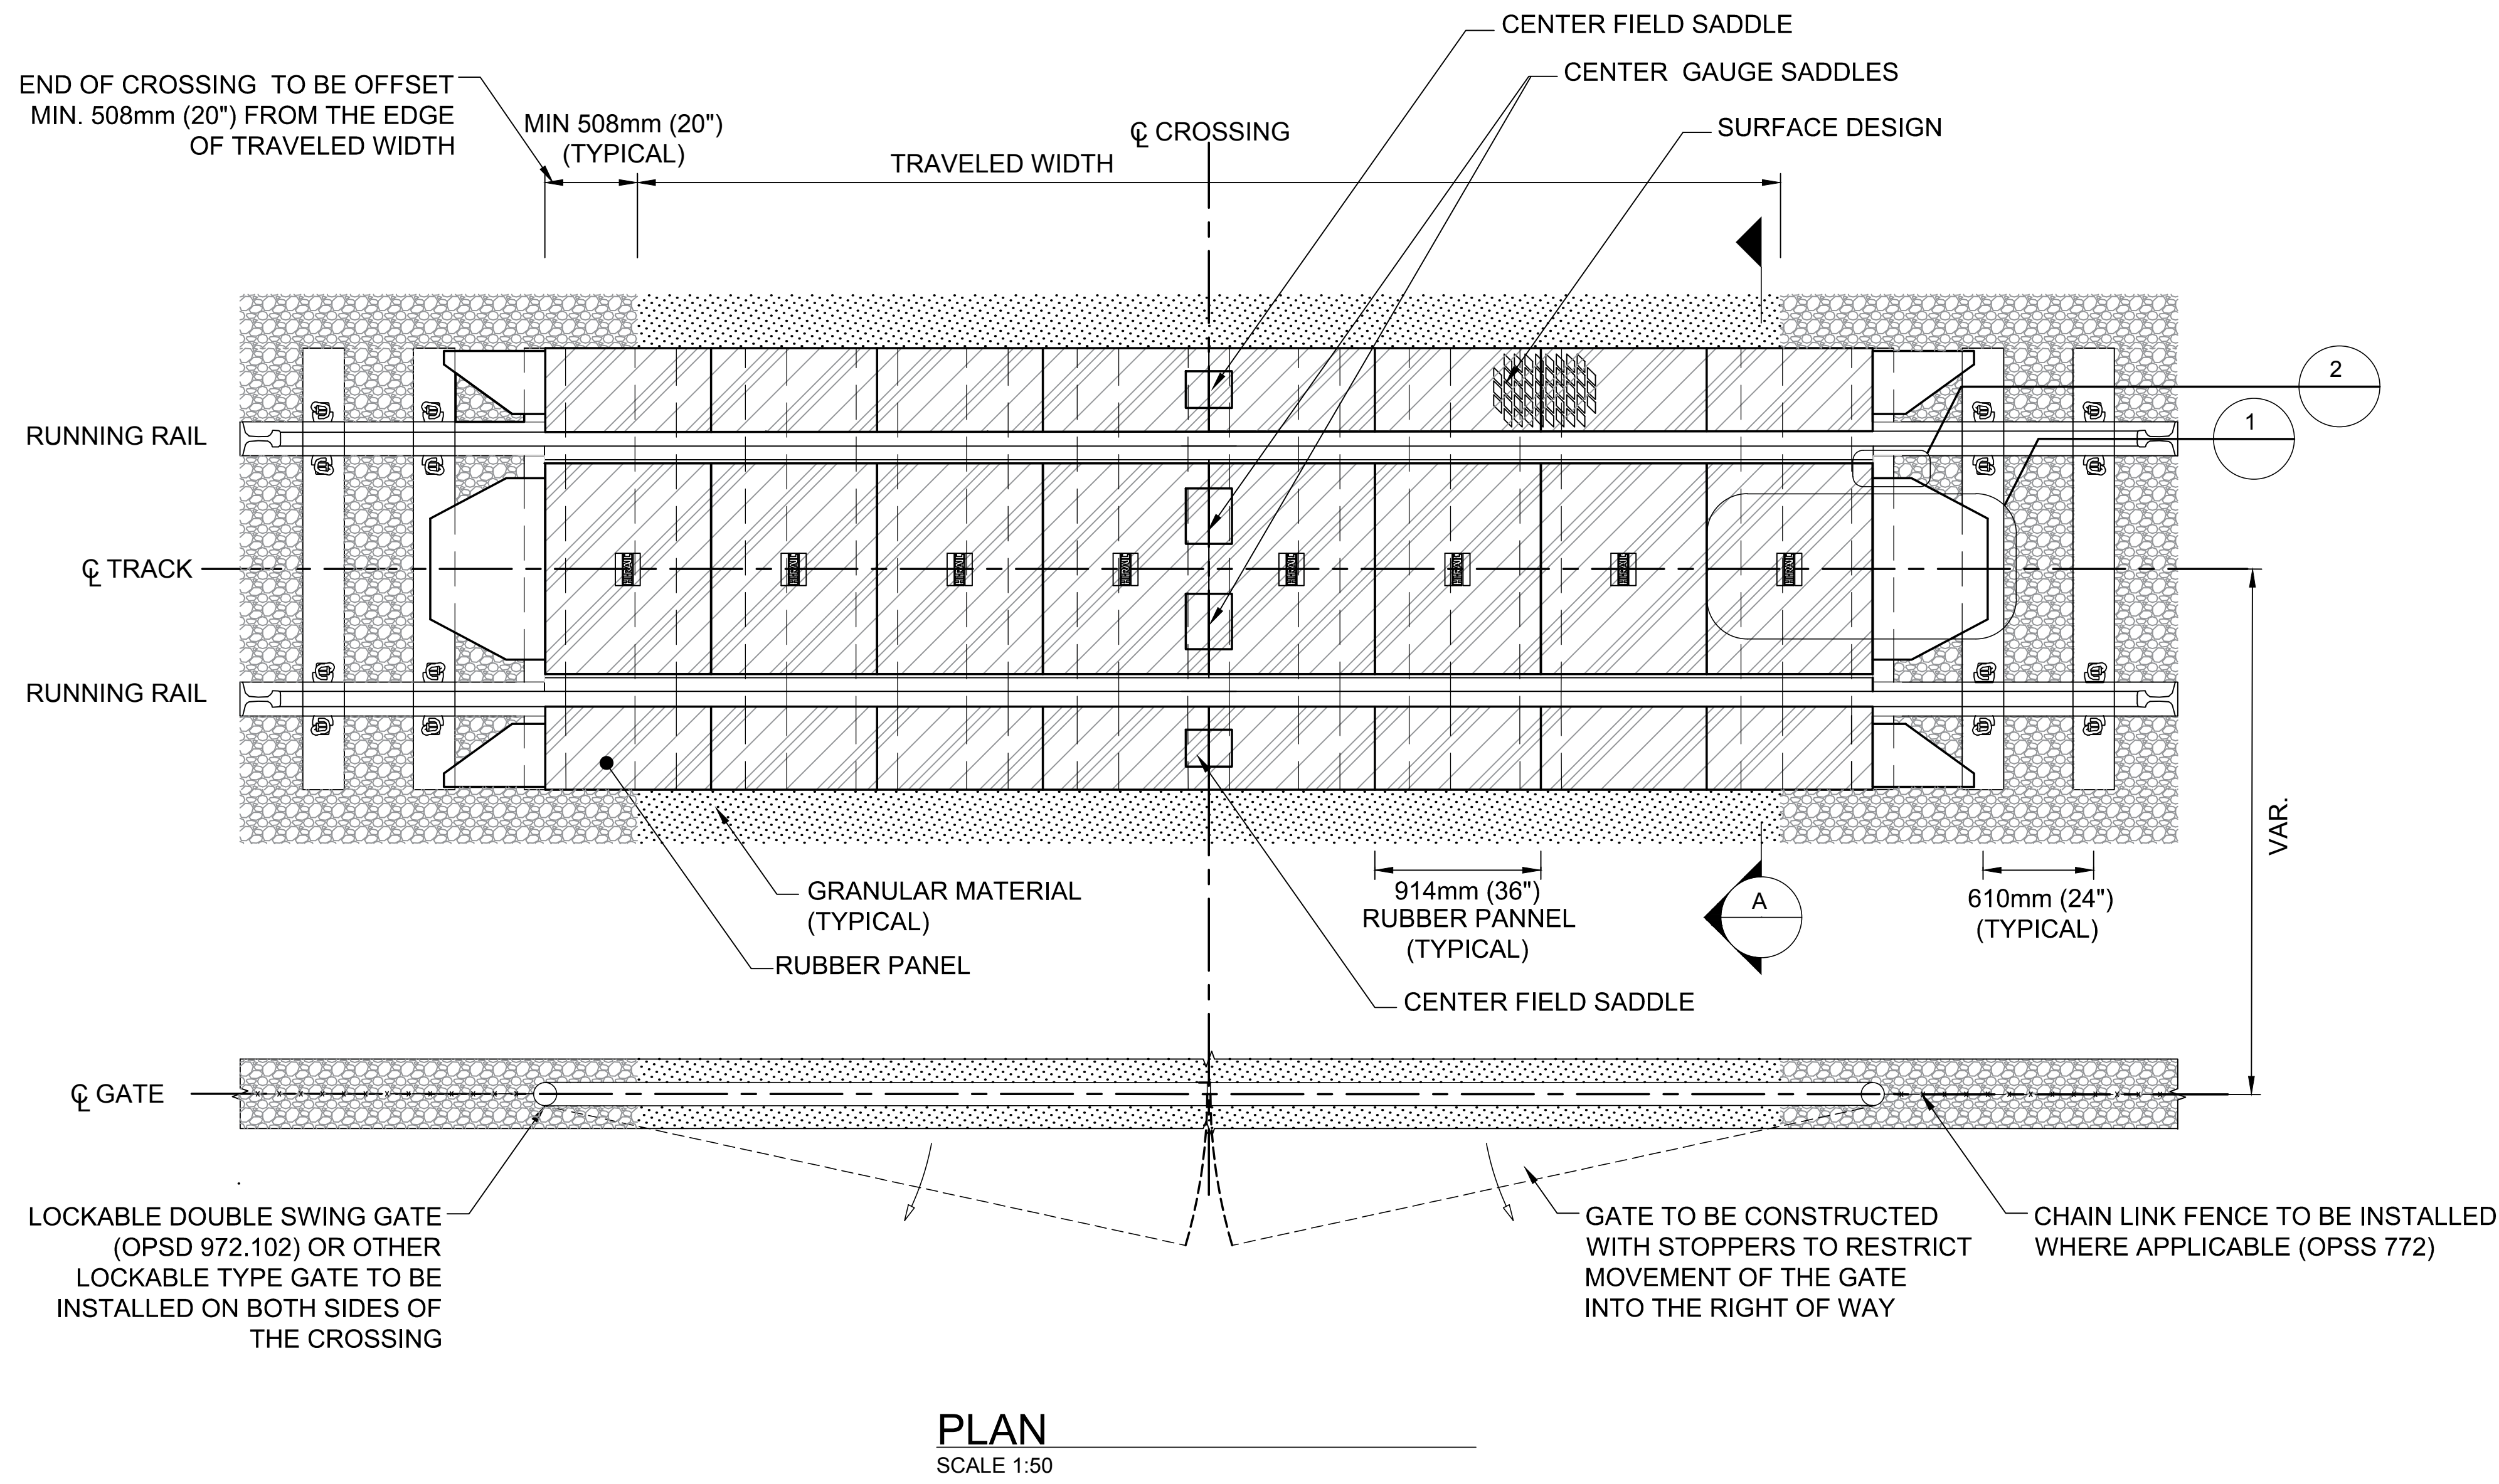 CENTER FIELD SADDLE
CENTER GAUGE SADDLES
END OF CROSSING TO BE OFFSET
MIN. 508mm (20") FROM THE EDGE
OF TRAVELED WIDTH
MIN 508mm (20")
(TYPICAL)
℄ CROSSING
SURFACE DESIGN
TRAVELED WIDTH
2
1
RUNNING RAIL
℄ TRACK
RUNNING RAIL
VAR.
GRANULAR MATERIAL
(TYPICAL)
914mm (36")
RUBBER PANNEL
(TYPICAL)
A
610mm (24")
(TYPICAL)
RUBBER PANEL
CENTER FIELD SADDLE
℄ GATE
LOCKABLE DOUBLE SWING GATE
(OPSD 972.102) OR OTHER
LOCKABLE TYPE GATE TO BE
INSTALLED ON BOTH SIDES OF
THE CROSSING
GATE TO BE CONSTRUCTED
WITH STOPPERS TO RESTRICT
MOVEMENT OF THE GATE
INTO THE RIGHT OF WAY
CHAIN LINK FENCE TO BE INSTALLED
WHERE APPLICABLE (OPSS 772)
PLAN
SCALE 1:50